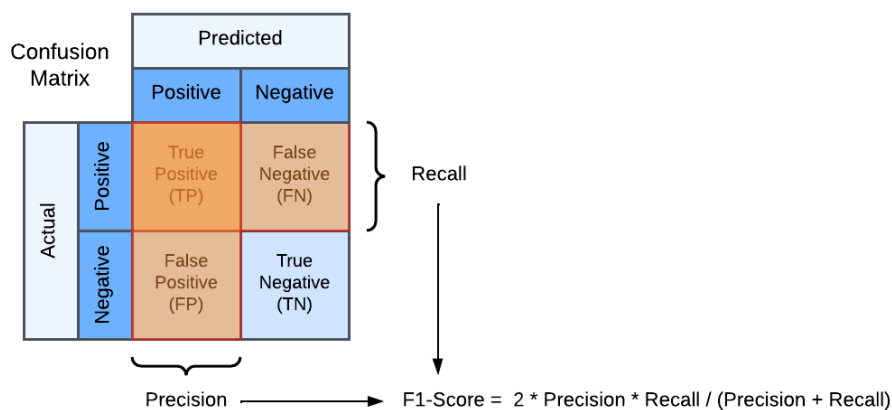 Confusion
Matrix
Predicted
Positive
Negative
Actual
Positive
True
Positive
(TP)
False
Negative
(FN)
Recall
Negative
False
Positive
(FP)
True
Negative
(TN)
Precision
F1-Score = 2 * Precision * Recall / (Precision + Recall)